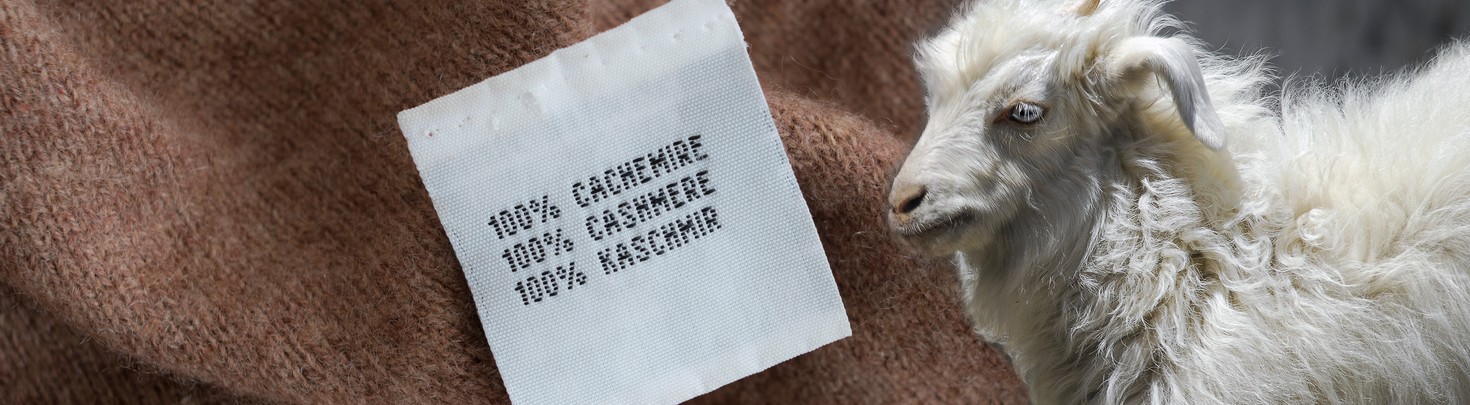 100% CACHEMIRE
100% CASHMERE
100% KASCHMIR